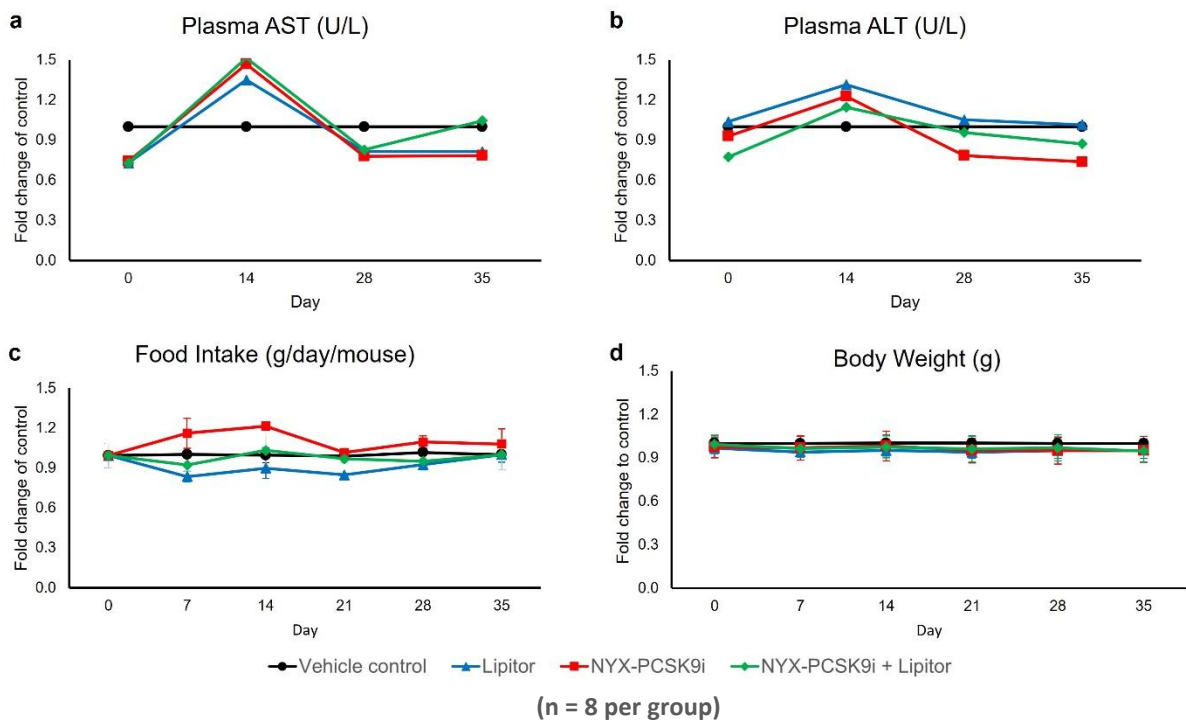 a
Plasma AST (U/L)
Fold change of control
1.5
1.2
0.9
0.6
0.3
0.0
0 14 28 35
Day
b
Plasma ALT (U/L)
Fold change of control
1.5
1.2
0.9
0.6
0.3
0.0
0 14 28 35
Day
c
Food Intake (g/day/mouse)
Fold change of control
1.5
1.2
0.9
0.6
0.3
0.0
0 7 14 21 28 35
Day
d
Body Weight (g)
Fold change to control
1.5
1.2
0.9
0.6
0.3
0.0
0 7 14 21 28 35
Day
Vehicle control Lipitor NYX-PCSK9i NYX-PCSK9i + Lipitor
(n = 8 per group)